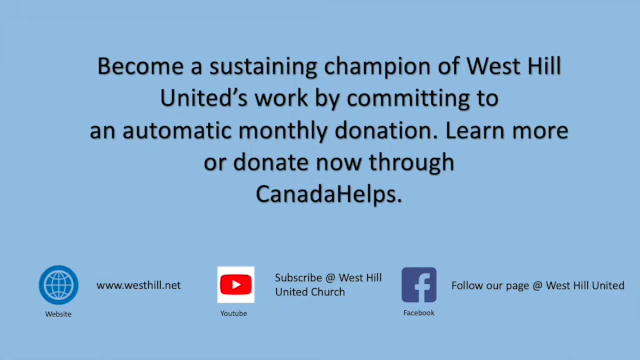 Become a sustaining champion of West Hill
United’s work by committing to
an automatic monthly donation. Learn more
or donate now through
CanadaHelps.
www.westhill.net
Website
Subscribe @ West Hill
United Church
Youtube
Follow our page @ West Hill United
Facebook